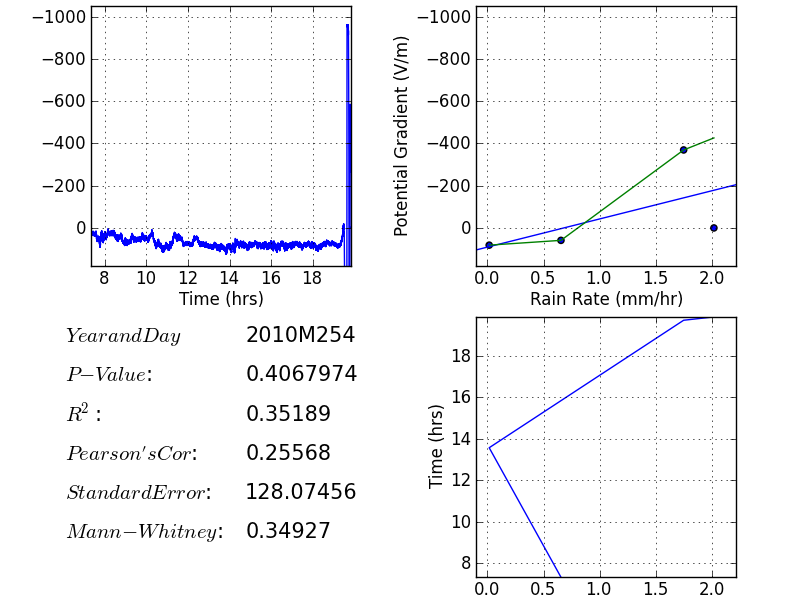 −1000
−800
−600
−400
−200
0
8 10 12 14 16 18
Time (hrs)
Potential Gradient (V/m)
−1000
−800
−600
−400
−200
0
0.0 0.5 1.0 1.5 2.0
Rain Rate (mm/hr)
YearandDay 2010M254
P−Value: 0.4067974
R²: 0.35189
Pearson'sCor: 0.25568
StandardError: 128.07456
Mann−Whitney: 0.34927
Time (hrs)
18
16
14
12
10
8
0.0 0.5 1.0 1.5 2.0